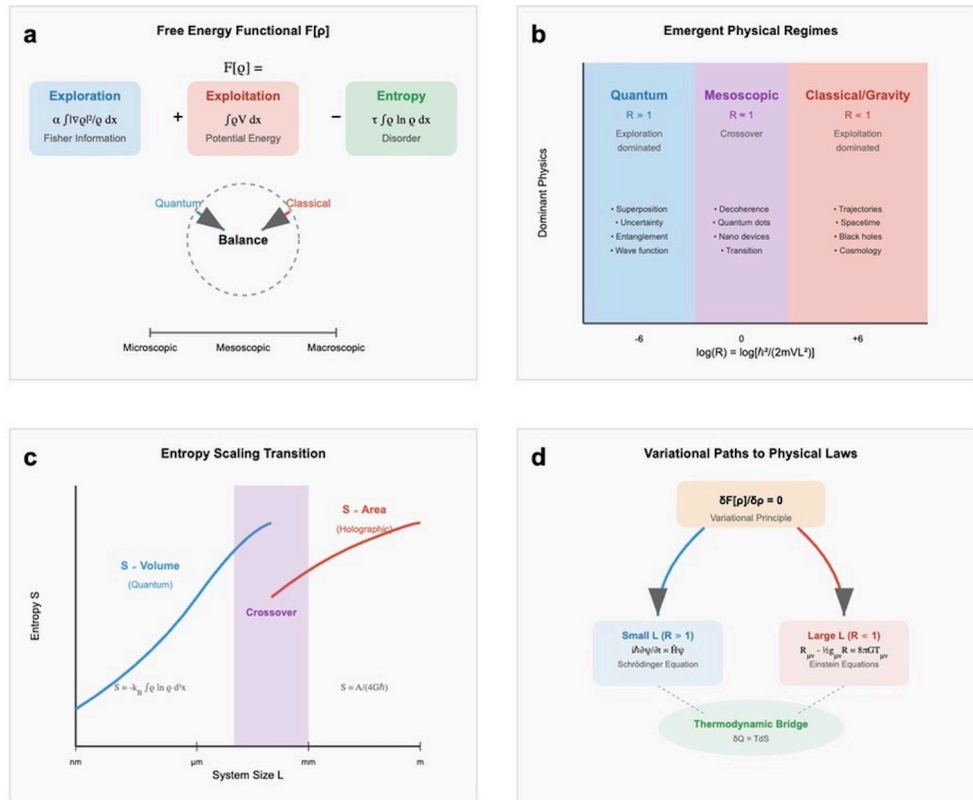 a
Free Energy Functional F[ρ]
F[ϱ] =
Exploration
α ∫|∇ϱ|²/ϱ dx
Fisher Information
+
Exploitation
∫ϱV dx
Potential Energy
−
Entropy
τ ∫ϱ ln ϱ dx
Disorder
Quantum
Classical
Balance
Microscopic
Mesoscopic
Macroscopic
b
Emergent Physical Regimes
Dominant Physics
Quantum
R > 1
Exploration
dominated
• Superposition
• Uncertainty
• Entanglement
• Wave function
Mesoscopic
R ≈ 1
Crossover
• Decoherence
• Quantum dots
• Nano devices
• Transition
Classical/Gravity
R < 1
Exploitation
dominated
• Trajectories
• Spacetime
• Black holes
• Cosmology
-6
0
+6
log(R) = log[ℏ²/(2mVL²)]
c
Entropy Scaling Transition
Entropy S
S ∝ Volume
(Quantum)
S ∝ Area
(Holographic)
Crossover
S = -k_B ∫ϱ ln ϱ d³x
S = A/(4Gℏ)
nm
μm
mm
m
System Size L
d
Variational Paths to Physical Laws
δF[ρ]/δρ = 0
Variational Principle
Small L (R > 1)
iℏ∂ψ/∂t = Ĥψ
Schrödinger Equation
Large L (R < 1)
R_μν - ½g_μν R = 8πGT_μν
Einstein Equations
Thermodynamic Bridge
δQ = TdS